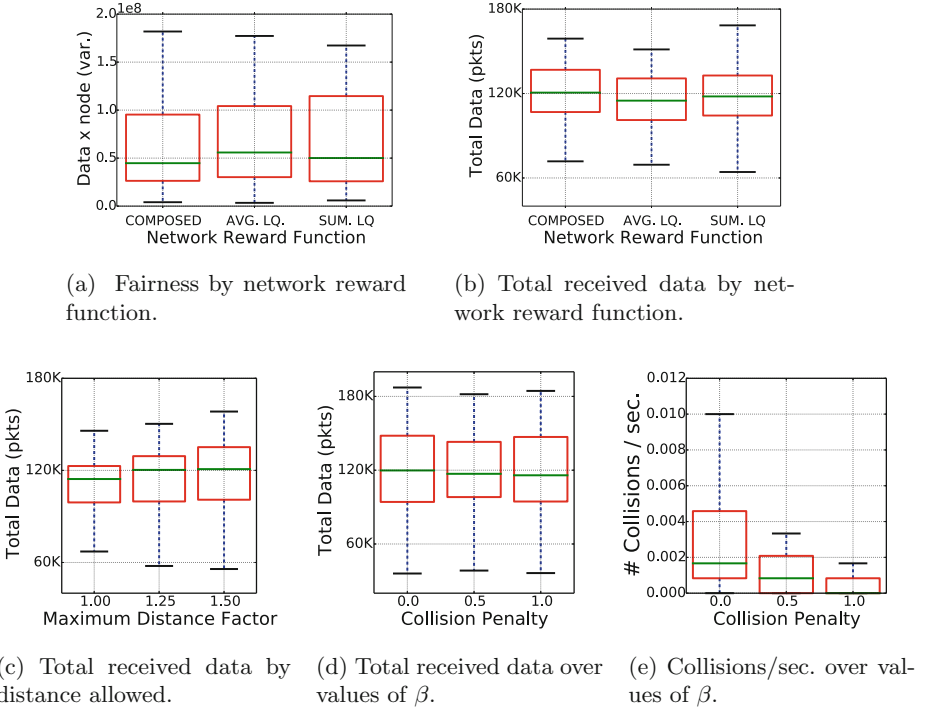 1e8
2.0
1.5
1.0
0.5
0.0
Data x node (var.)
COMPOSED AVG. LQ. SUM. LQ
Network Reward Function
180K
120K
60K
Total Data (pkts)
COMPOSED AVG. LQ. SUM. LQ
Network Reward Function
(a) Fairness by network reward
function.
(b) Total received data by net-
work reward function.
180K
120K
60K
Total Data (pkts)
1.00 1.25 1.50
Maximum Distance Factor
180K
120K
60K
Total Data (pkts)
0.0 0.5 1.0
Collision Penalty
0.012
0.010
0.008
0.006
0.004
0.002
0.000
# Collisions / sec.
0.0 0.5 1.0
Collision Penalty
(c) Total received data by
distance allowed.
(d) Total received data over
values of β.
(e) Collisions/sec. over val-
ues of β.